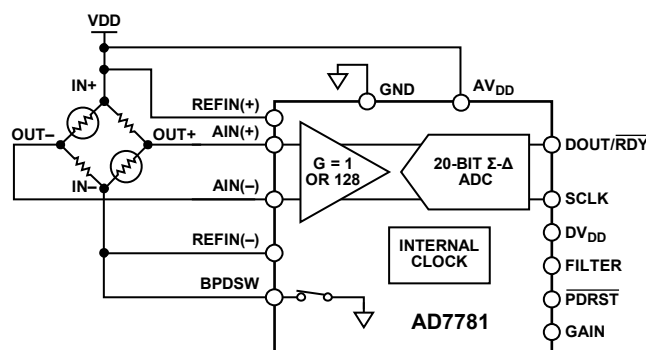 VDD
IN+
OUT–
OUT+
IN–
REFIN(+)
AIN(+)
AIN(–)
REFIN(–)
BPDSW
GND
AVDD
G = 1
OR 128
20-BIT Σ-Δ
ADC
INTERNAL
CLOCK
AD7781
DOUT/RDY
SCLK
DVDD
FILTER
PDRST
GAIN